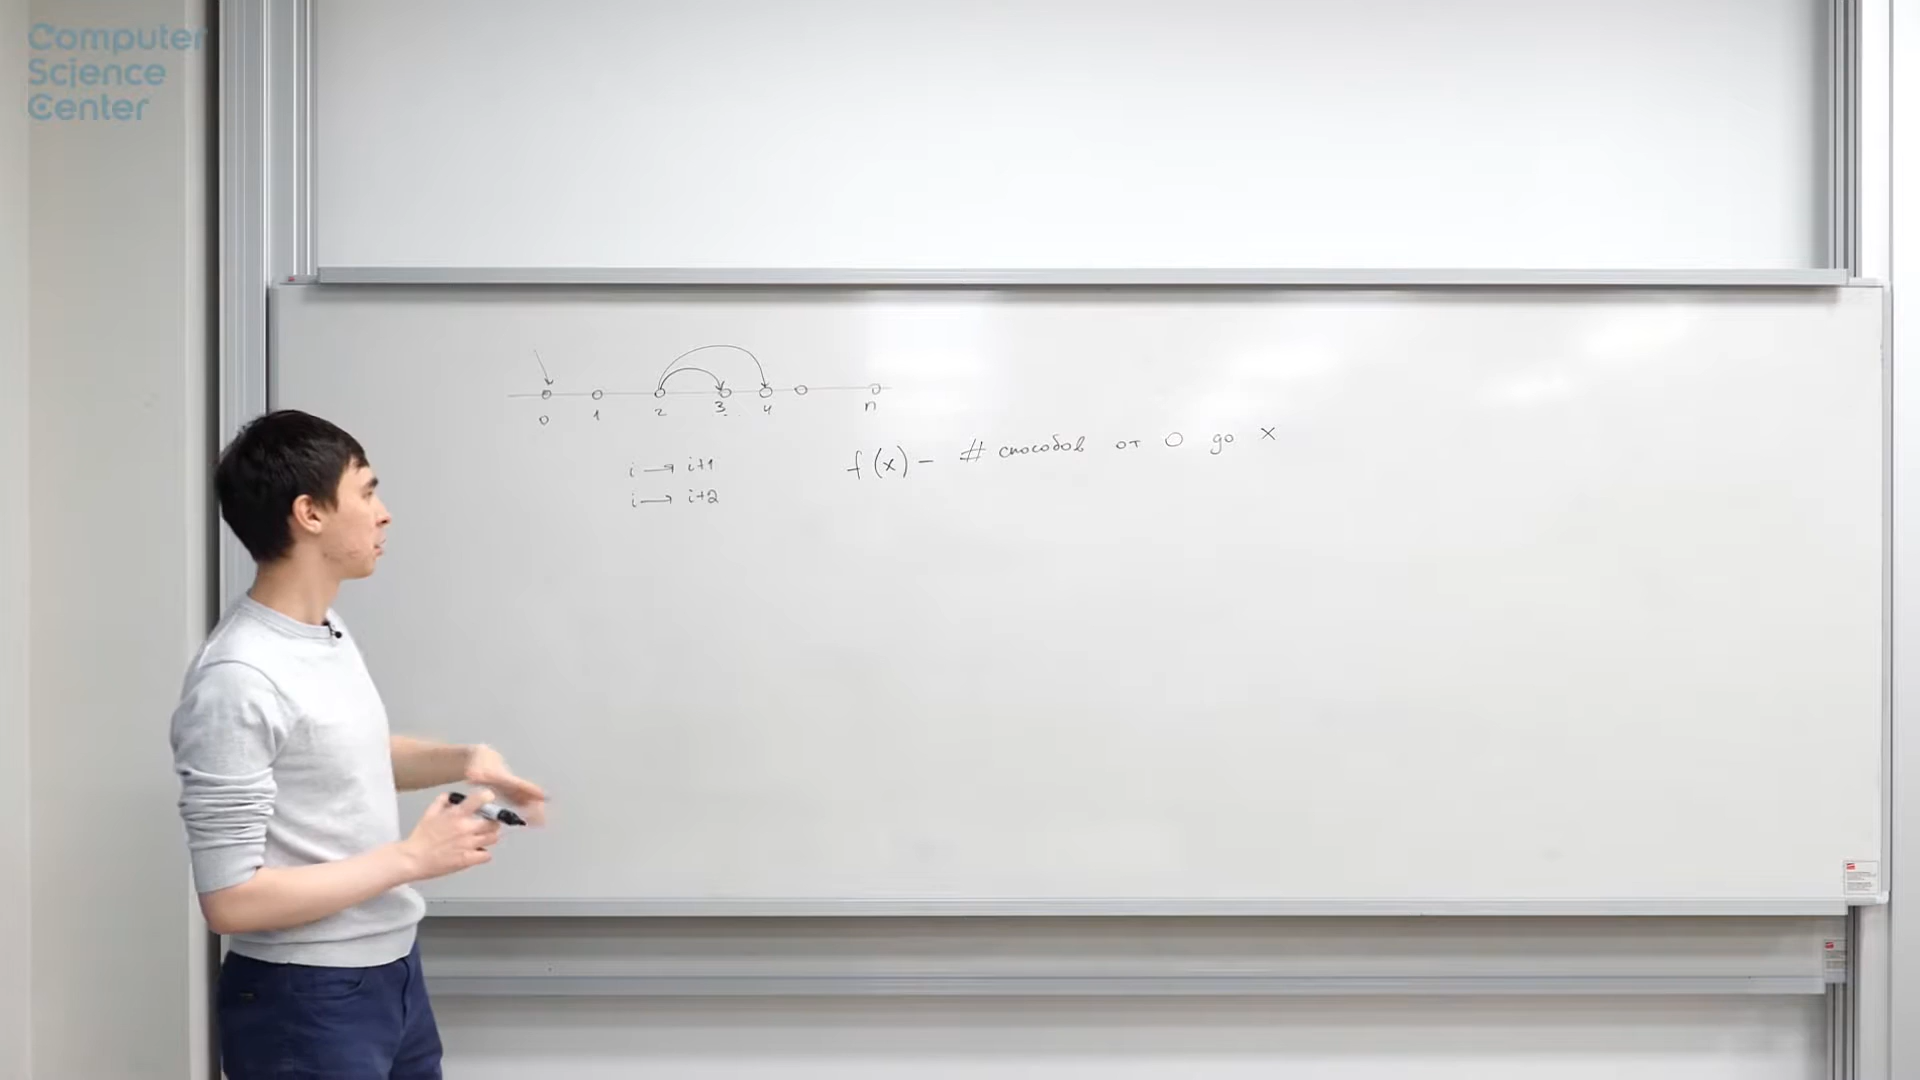 Computer
Science
Center
0 1 2 3 4 n
i → i+1
i → i+2
f(x) – # способов от 0 до x